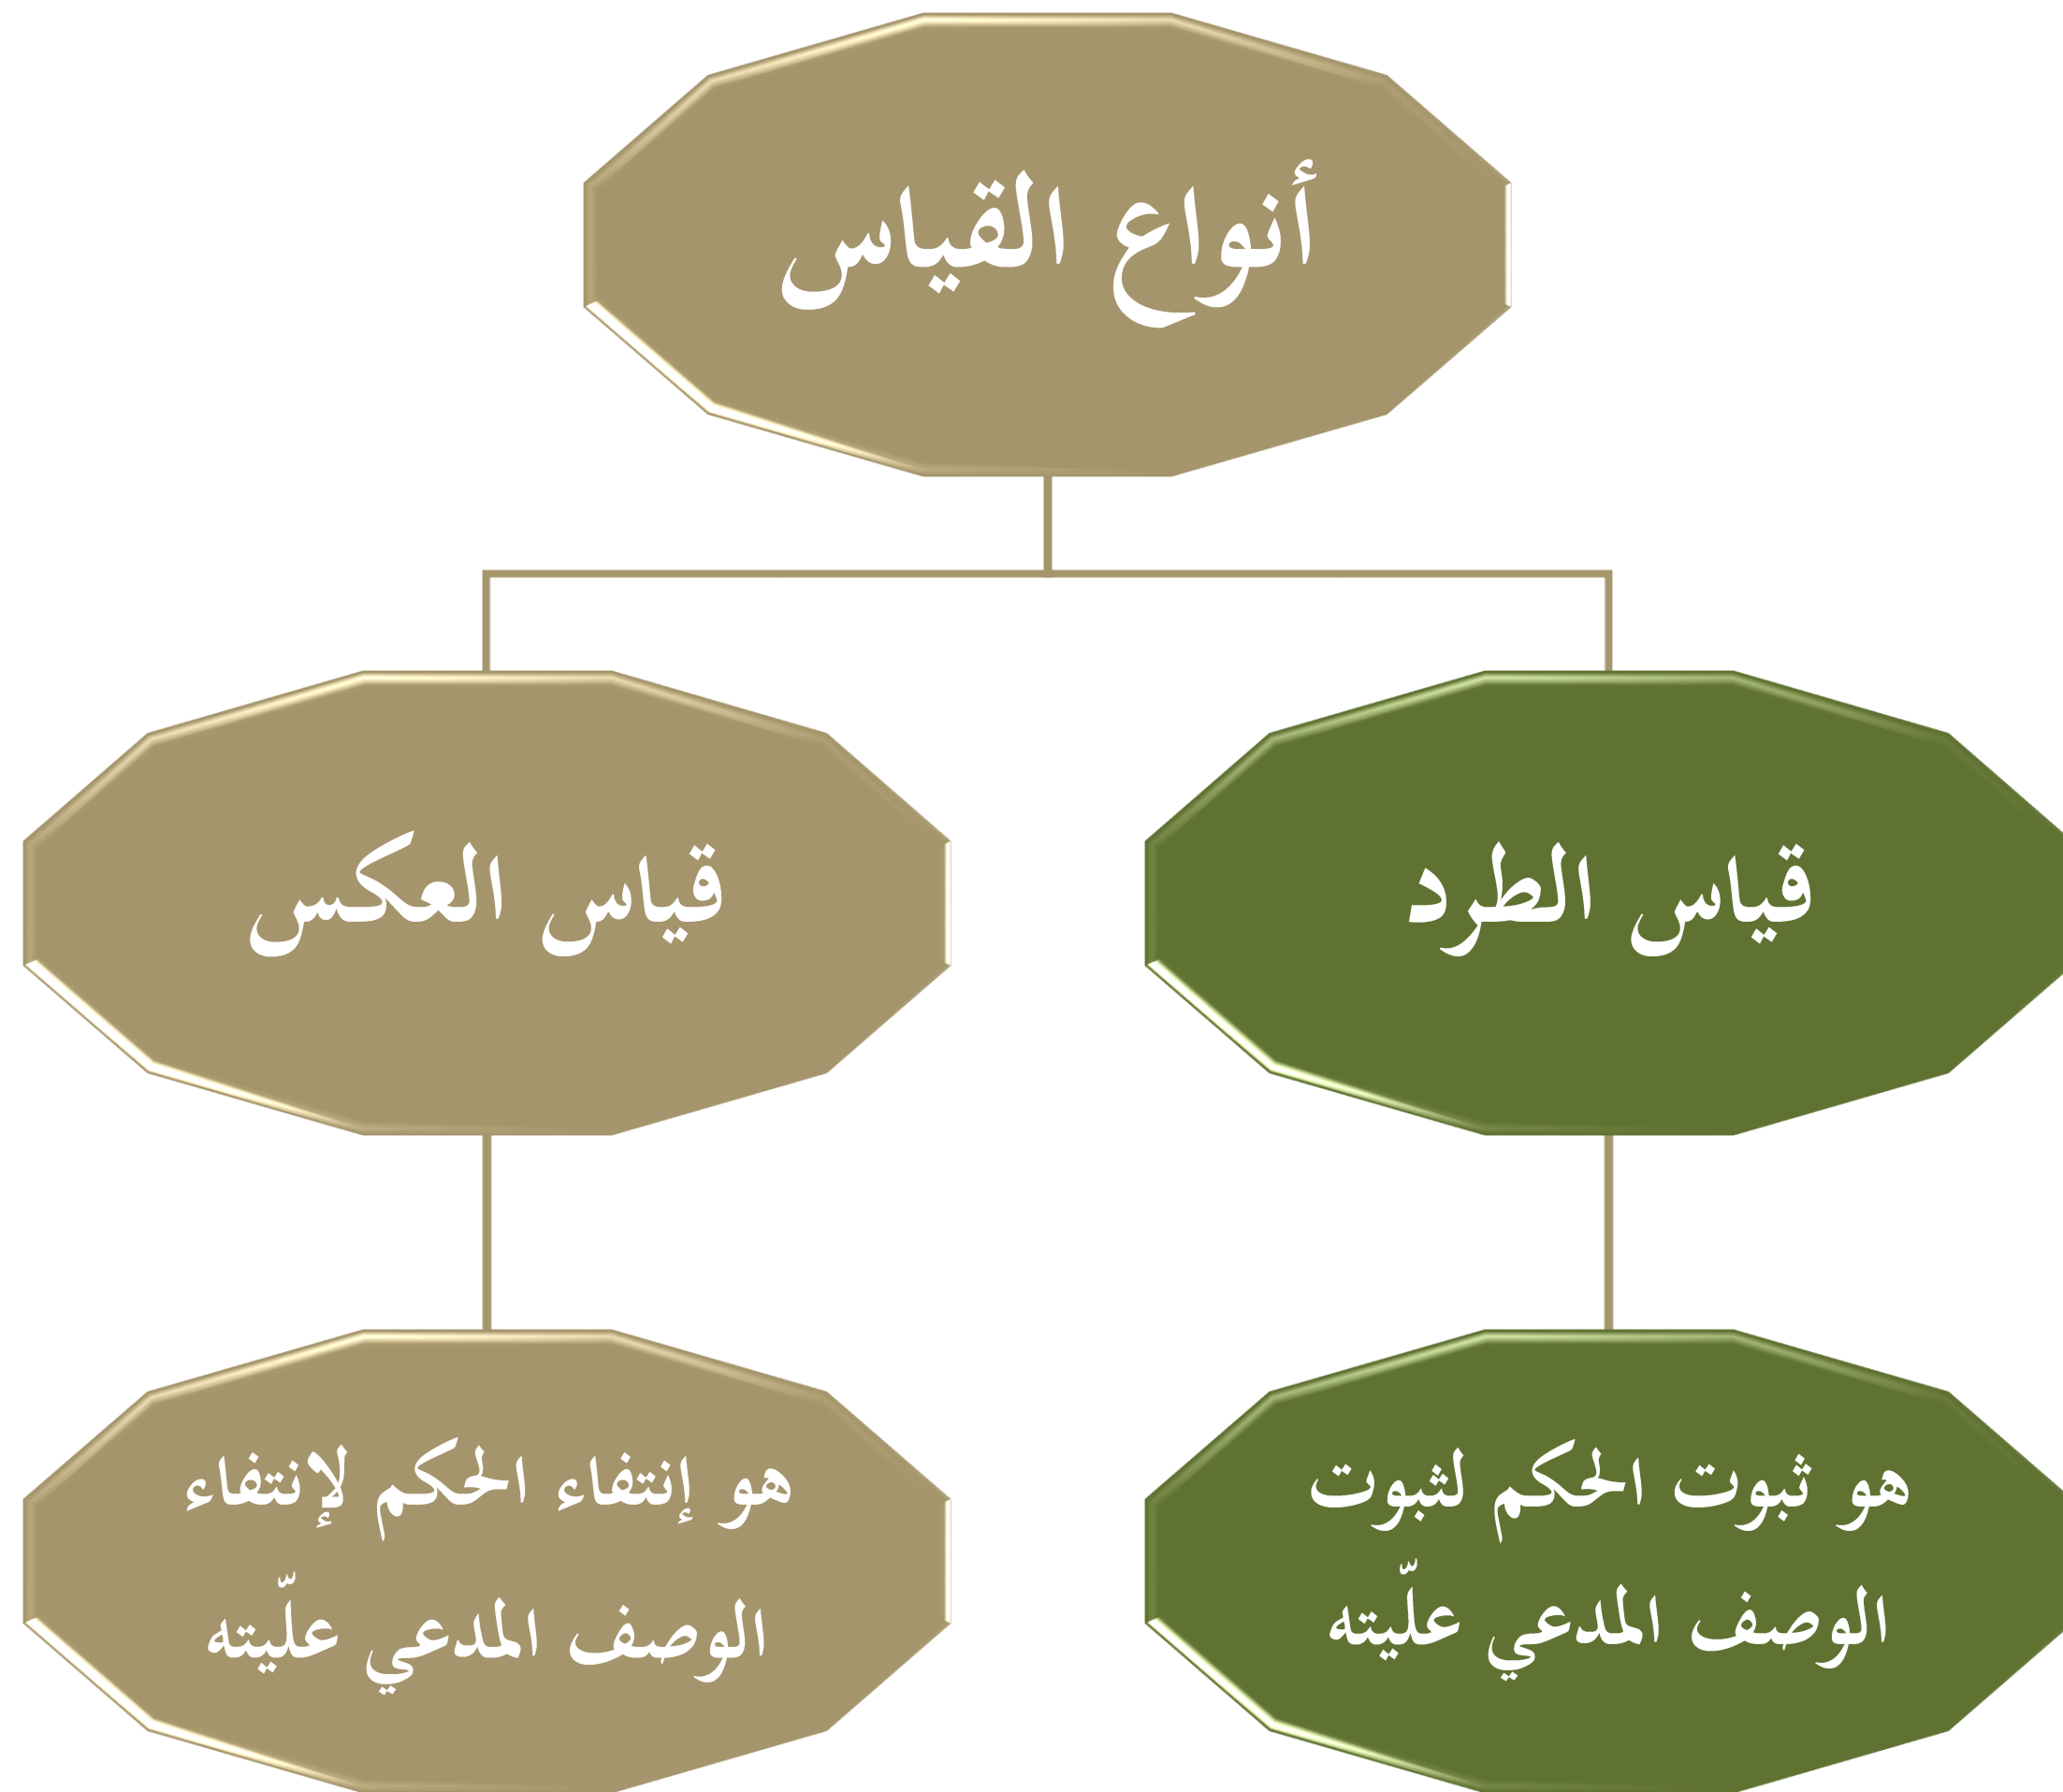 أنواع القياس
قياس الطرد
قياس العكس
هو ثبوت الحكم لثبوت
الوصف المدعي علّيته
هو إنتفاء الحكم لإنتفاء
الوصف المدعي علّيته